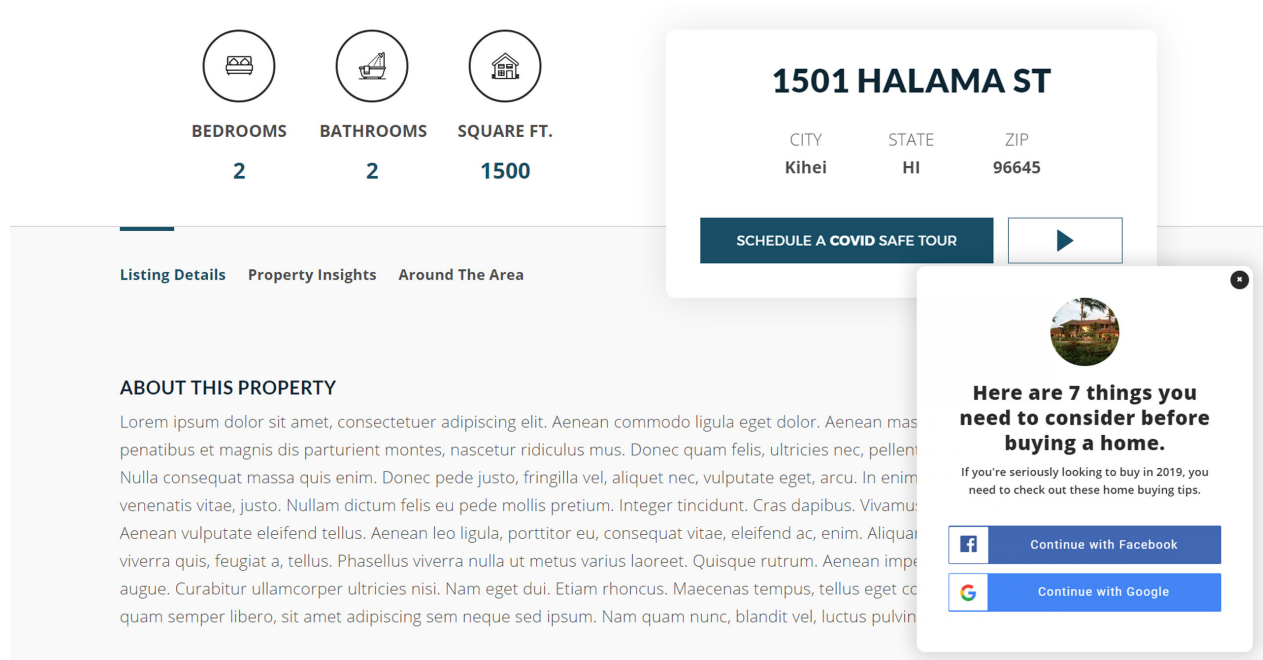 BEDROOMS
2
BATHROOMS
2
SQUARE FT.
1500
1501 HALAMA ST
CITY
Kihei
STATE
HI
ZIP
96645
SCHEDULE A COVID SAFE TOUR
Listing Details
Property Insights
Around The Area
ABOUT THIS PROPERTY
Lorem ipsum dolor sit amet, consectetuer adipiscing elit. Aenean commodo ligula eget dolor. Aenean mas
penatibus et magnis dis parturient montes, nascetur ridiculus mus. Donec quam felis, ultricies nec, pellent
Nulla consequat massa quis enim. Donec pede justo, fringilla vel, aliquet nec, vulputate eget, arcu. In enim
venenatis vitae, justo. Nullam dictum felis eu pede mollis pretium. Integer tincidunt. Cras dapibus. Vivamus
Aenean vulputate eleifend tellus. Aenean leo ligula, porttitor eu, consequat vitae, eleifend ac, enim. Aliquam
viverra quis, feugiat a, tellus. Phasellus viverra nulla ut metus varius laoreet. Quisque rutrum. Aenean impe
augue. Curabitur ullamcorper ultricies nisi. Nam eget dui. Etiam rhoncus. Maecenas tempus, tellus eget co
quam semper libero, sit amet adipiscing sem neque sed ipsum. Nam quam nunc, blandit vel, luctus pulvin
Here are 7 things you
need to consider before
buying a home.
If you're seriously looking to buy in 2019, you
need to check out these home buying tips.
Continue with Facebook
Continue with Google